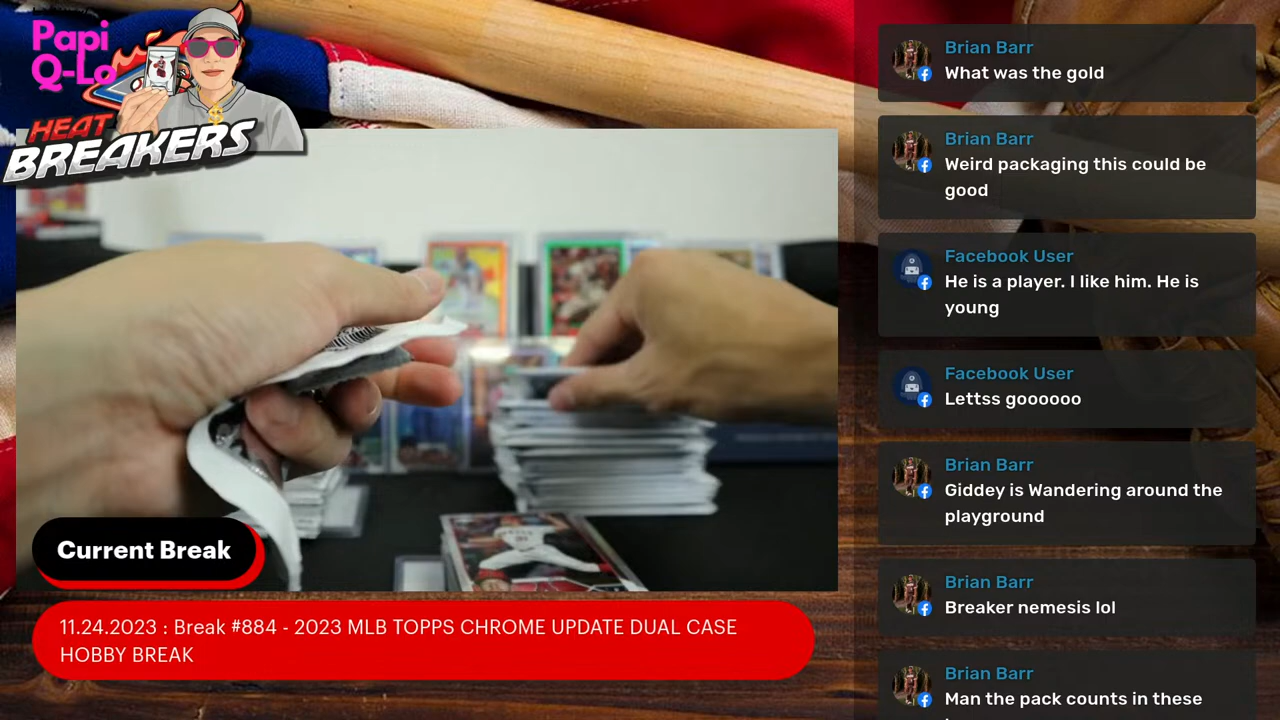 Papi
Q-Lo
HEAT
BREAKERS
Current Break
11.24.2023 : Break #884 - 2023 MLB TOPPS CHROME UPDATE DUAL CASE
HOBBY BREAK
Brian Barr
What was the gold
Brian Barr
Weird packaging this could be
good
Facebook User
He is a player. I like him. He is
young
Facebook User
Lettss goooooo
Brian Barr
Giddey is Wandering around the
playground
Brian Barr
Breaker nemesis lol
Brian Barr
Man the pack counts in these